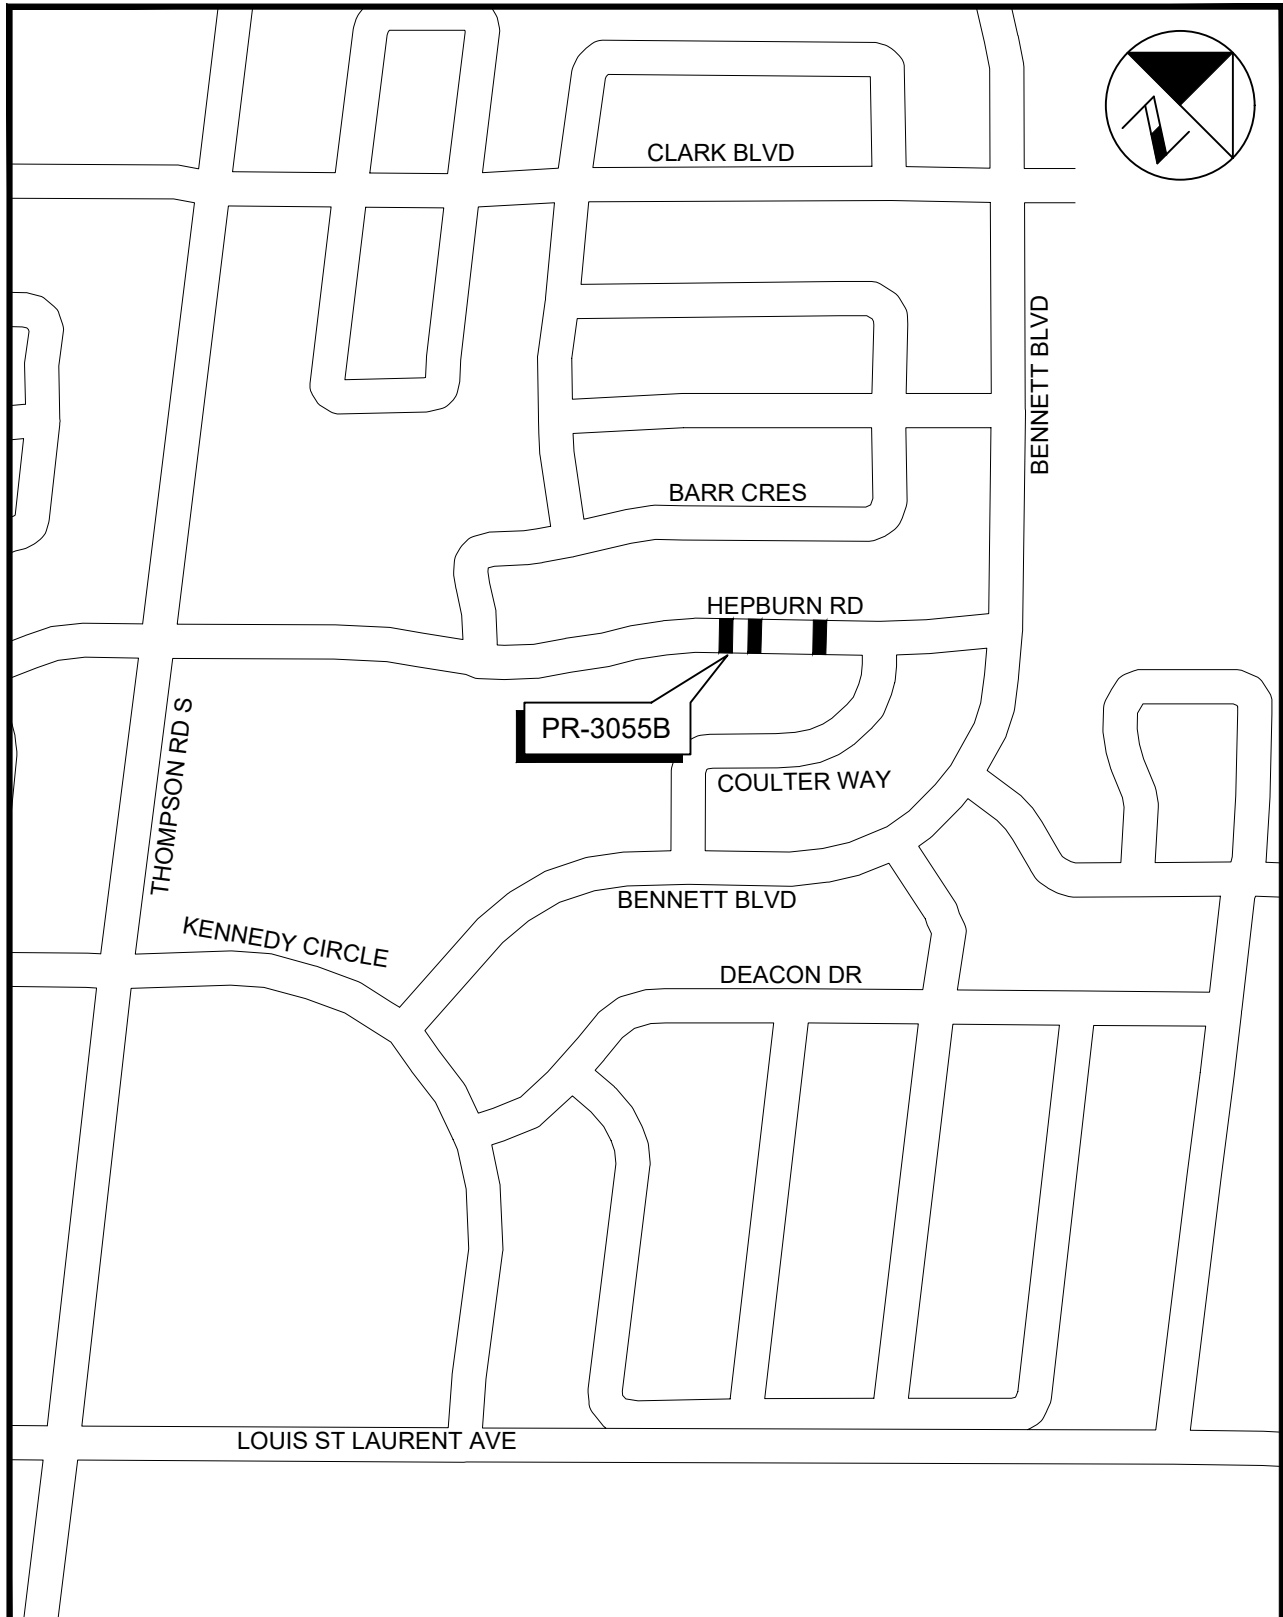 CLARK BLVD
BENNETT BLVD
BARR CRES
HEPBURN RD
PR-3055B
THOMPSON RD S
COULTER WAY
BENNETT BLVD
KENNEDY CIRCLE
DEACON DR
LOUIS ST LAURENT AVE